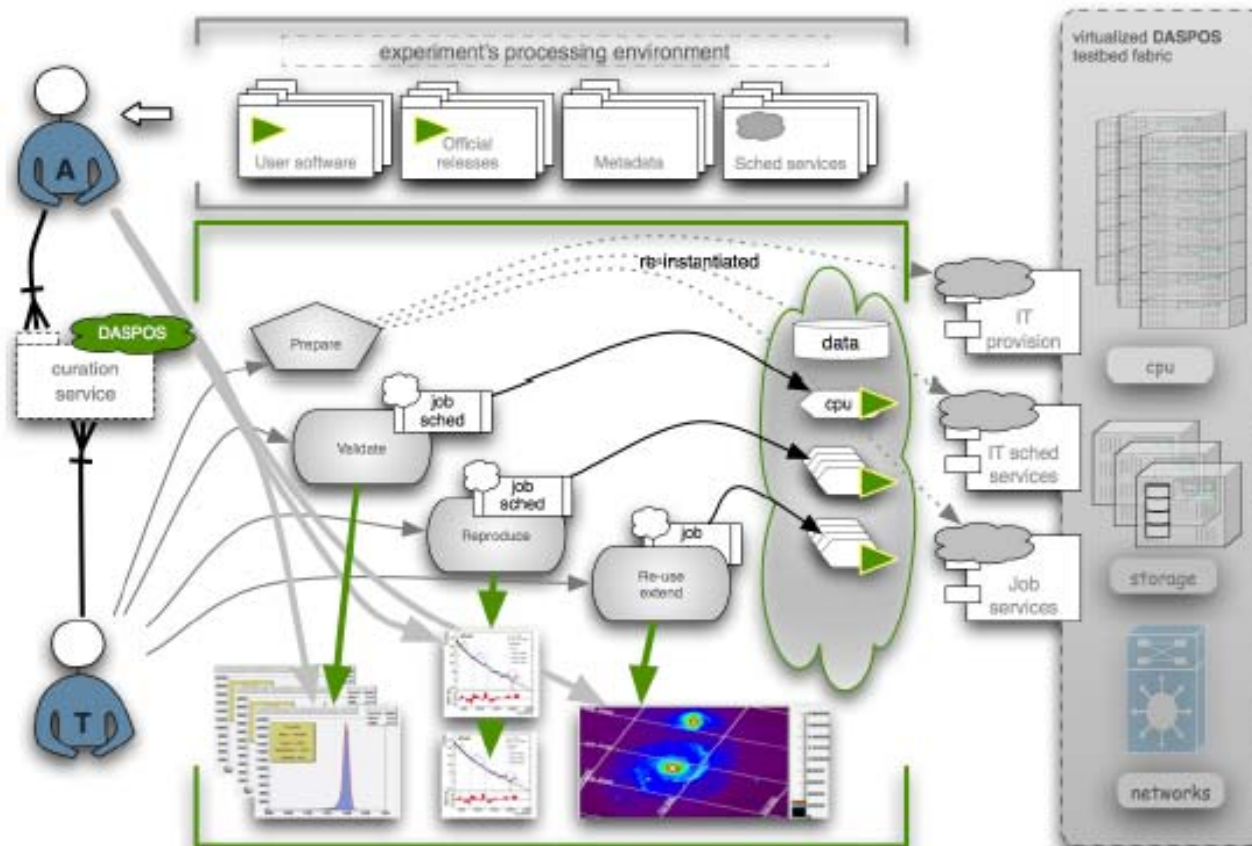 experiment's processing environment
virtualized DASPOS
testbed fabric
A
User software
Official
releases
Metadata
Sched services
re-instantiated
DASPOS
curation
service
Prepare
job
sched
Validate
job
sched
Reproduce
job
Re-use
extend
data
cpu
IT
provision
IT sched
services
Job
services
cpu
storage
networks
T